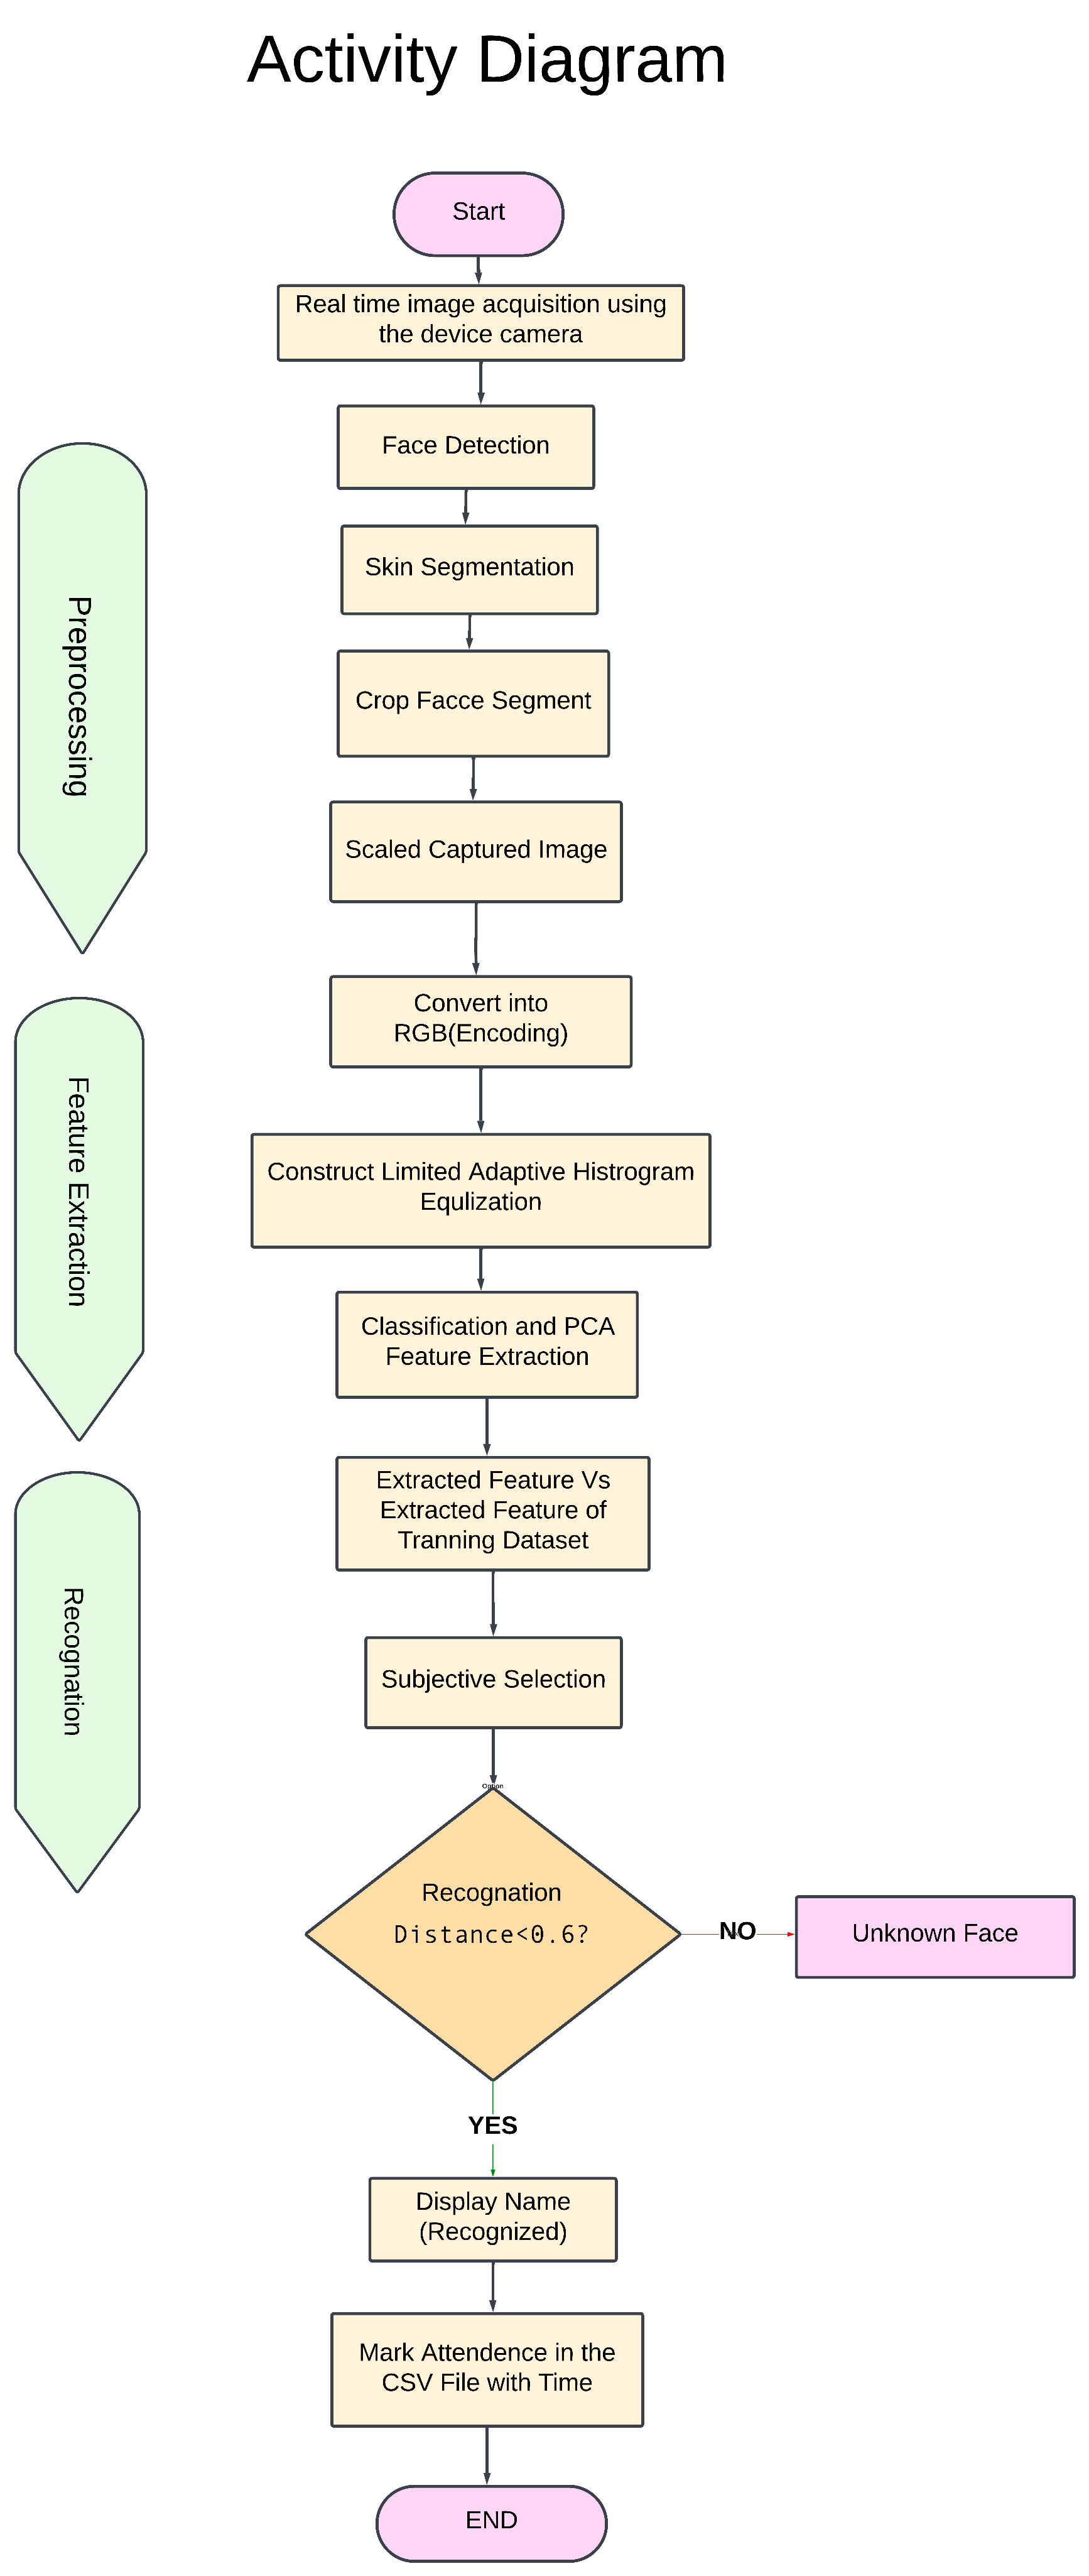 Activity Diagram
Start
Real time image acquisition using
the device camera
Face Detection
Skin Segmentation
Crop Facce Segment
Scaled Captured Image
Preprocessing
Convert into
RGB(Encoding)
Construct Limited Adaptive Histrogram
Equlization
Classification and PCA
Feature Extraction
Feature Extraction
Extracted Feature Vs
Extracted Feature of
Tranning Dataset
Subjective Selection
Recognation
Option
Recognation
Distance<0.6?
NO
Unknown Face
YES
Display Name
(Recognized)
Mark Attendence in the
CSV File with Time
END